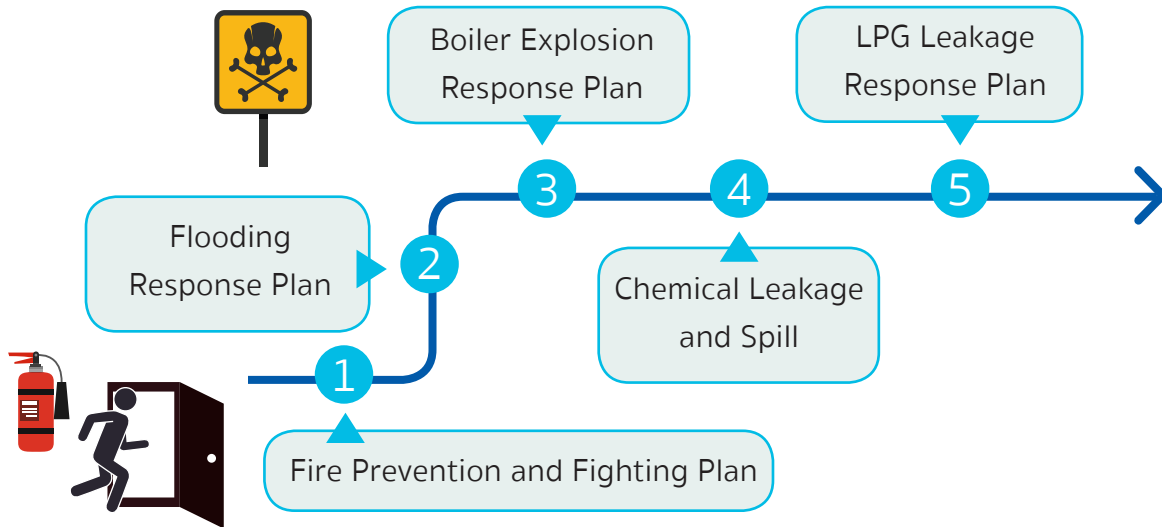 1
Fire Prevention and Fighting Plan
2
Flooding
Response Plan
3
Boiler Explosion
Response Plan
4
Chemical Leakage
and Spill
5
LPG Leakage
Response Plan